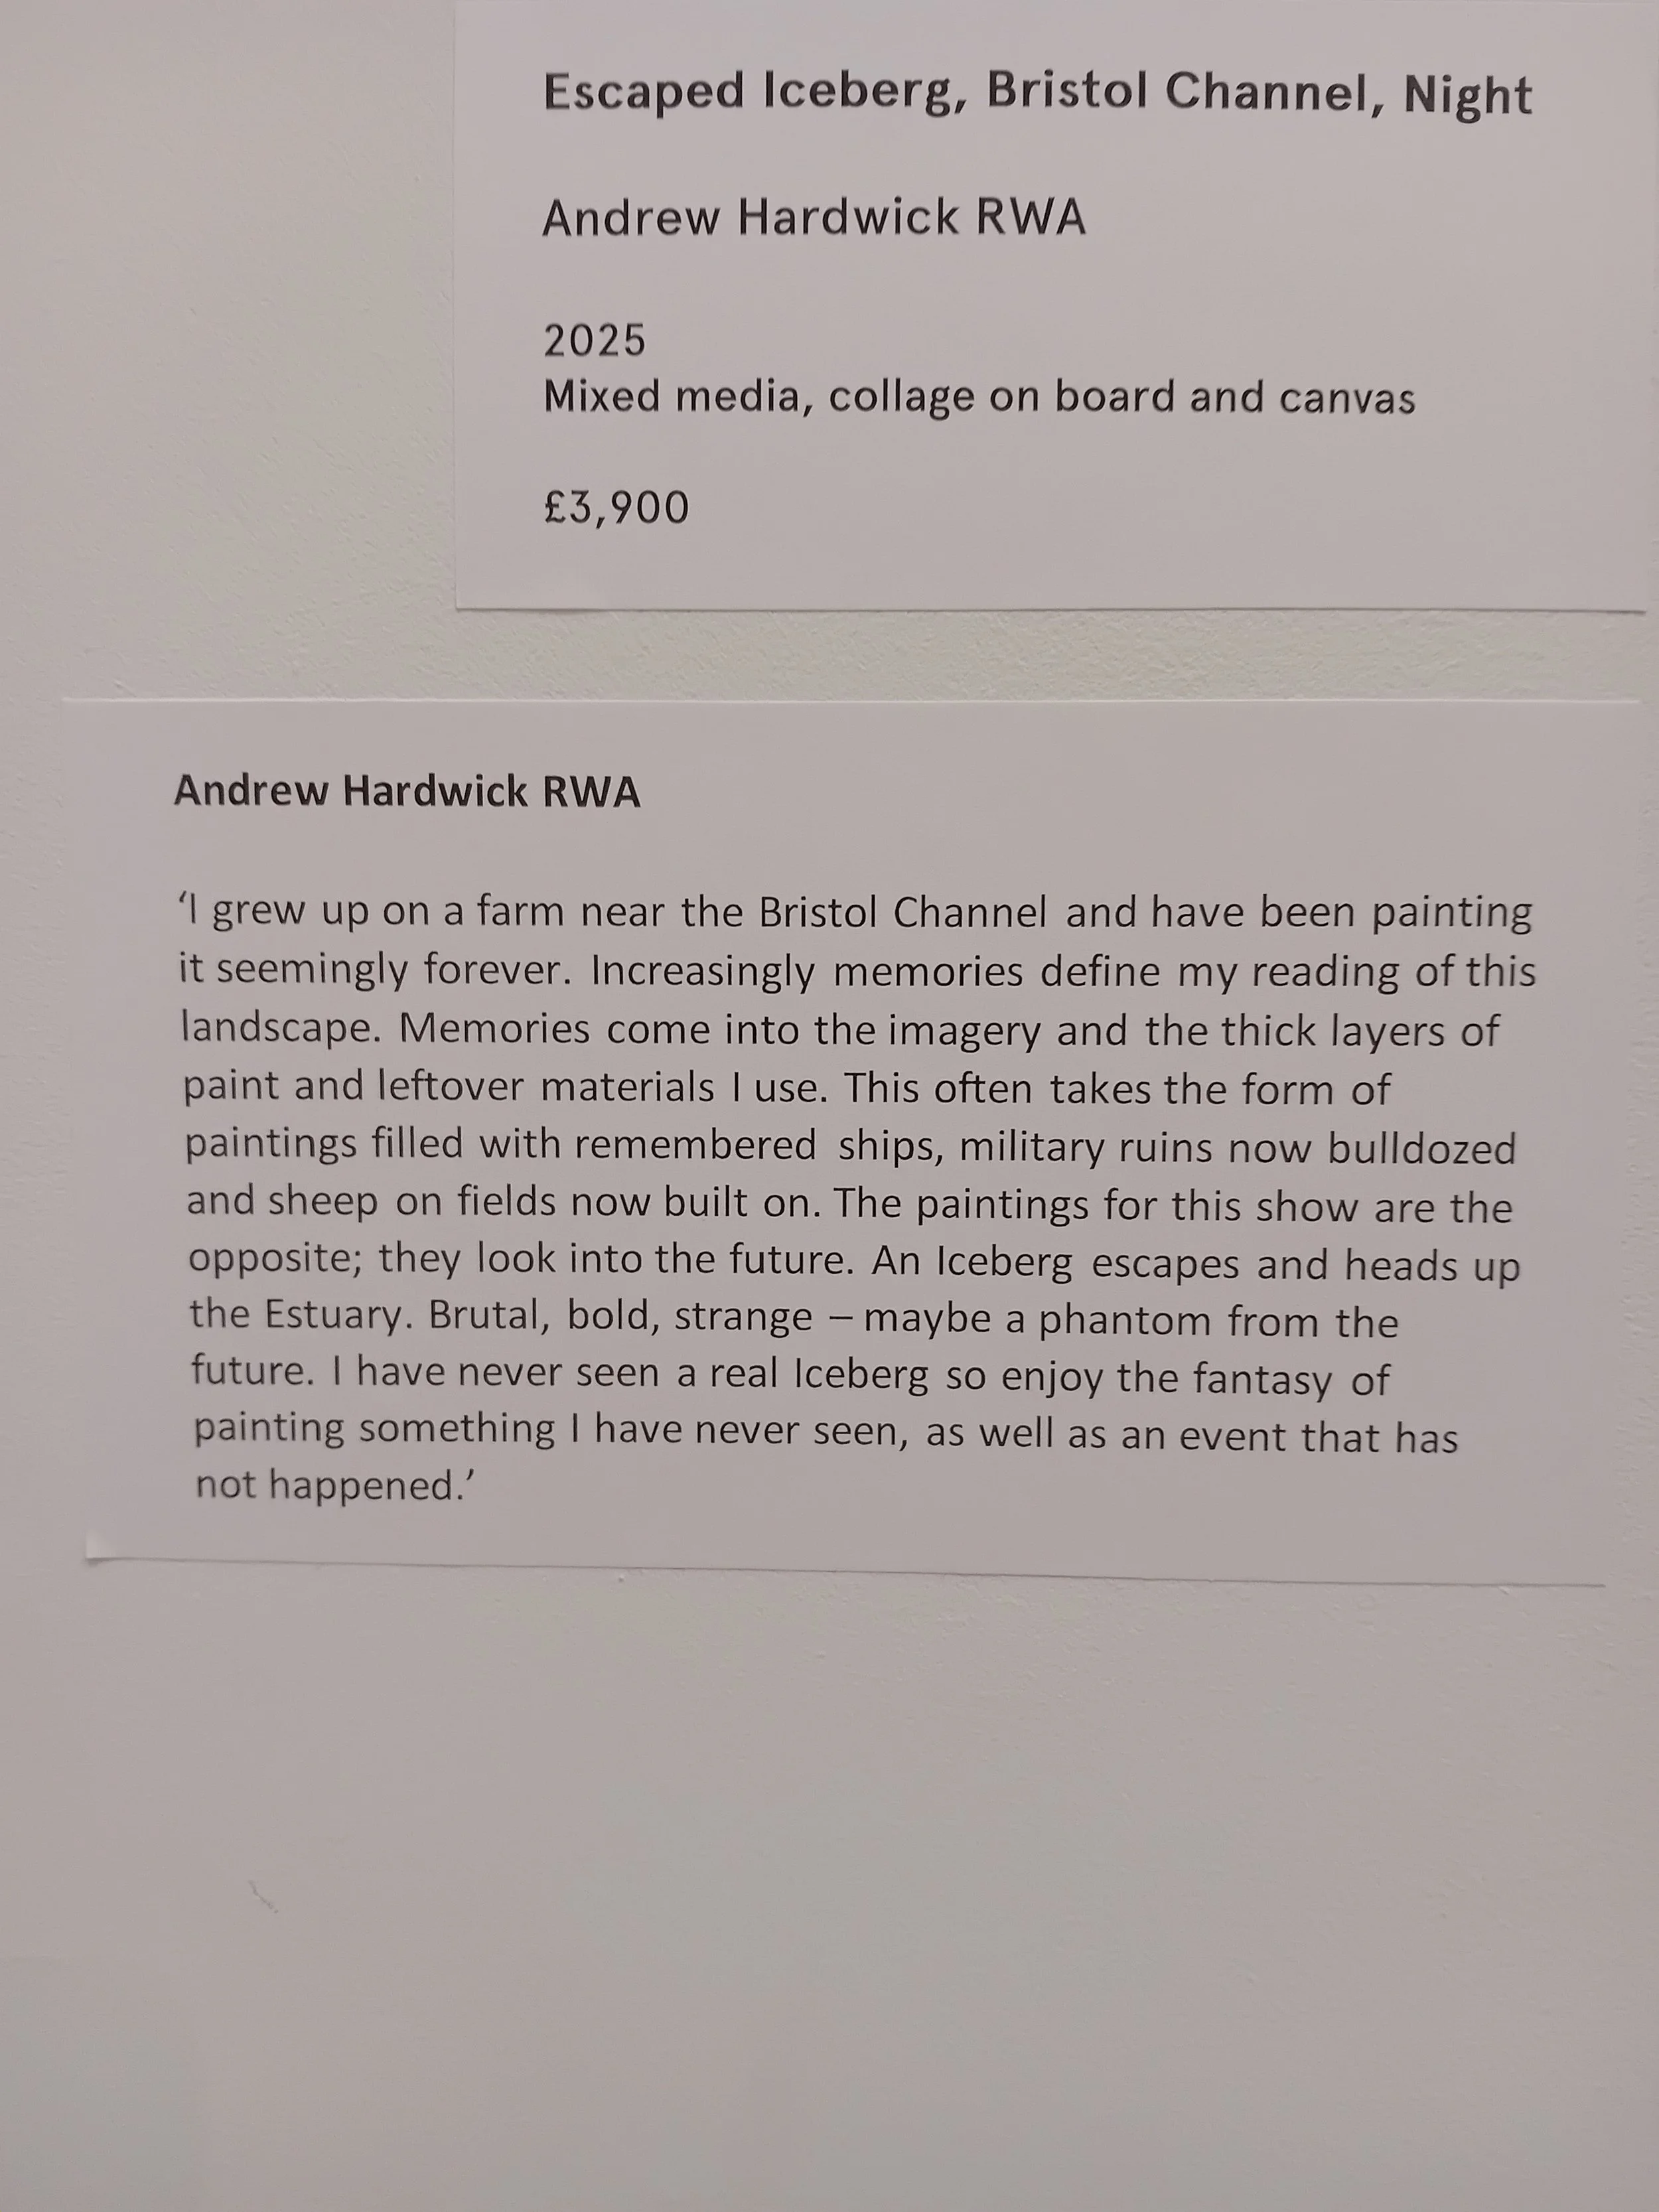 Escaped Iceberg, Bristol Channel, Night
Andrew Hardwick RWA
2025
Mixed media, collage on board and canvas
£3,900
Andrew Hardwick RWA
‘I grew up on a farm near the Bristol Channel and have been painting
it seemingly forever. Increasingly memories define my reading of this
landscape. Memories come into the imagery and the thick layers of
paint and leftover materials I use. This often takes the form of
paintings filled with remembered ships, military ruins now bulldozed
and sheep on fields now built on. The paintings for this show are the
opposite; they look into the future. An Iceberg escapes and heads up
the Estuary. Brutal, bold, strange – maybe a phantom from the
future. I have never seen a real Iceberg so enjoy the fantasy of
painting something I have never seen, as well as an event that has
not happened.’